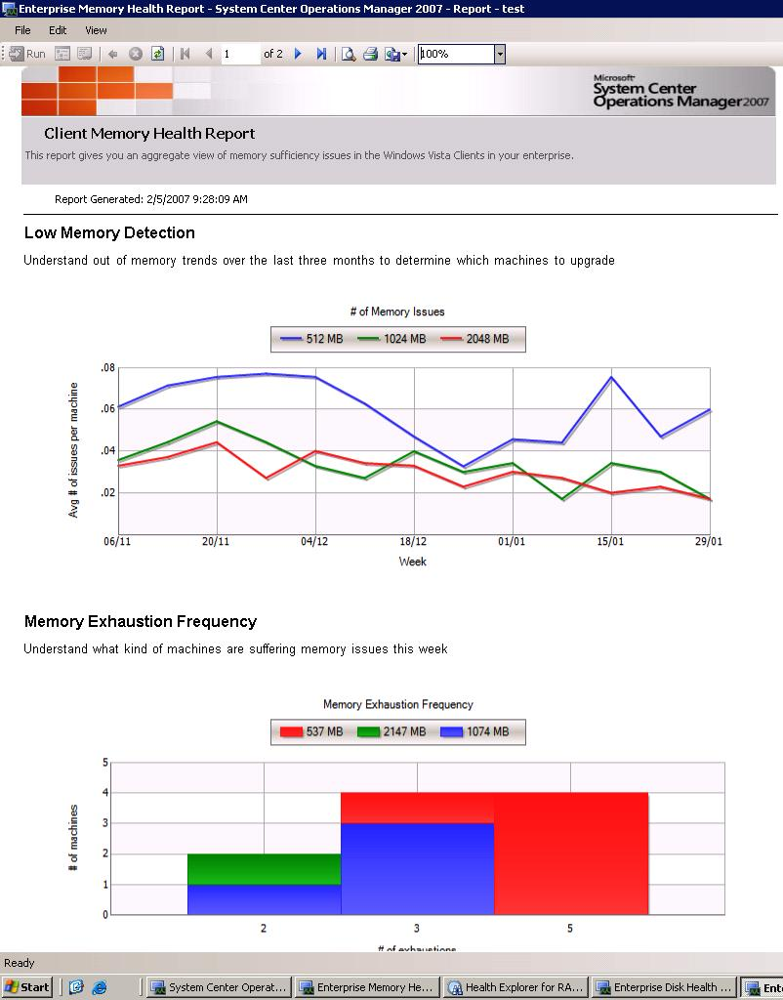 Enterprise Memory Health Report - System Center Operations Manager 2007 - Report - test
File Edit View
Run 1 of 2 100%
Microsoft
System Center
Operations Manager 2007
Client Memory Health Report
This report gives you an aggregate view of memory sufficiency issues in the Windows Vista Clients in your enterprise.
Report Generated: 2/5/2007 9:28:09 AM
Low Memory Detection
Understand out of memory trends over the last three months to determine which machines to upgrade
# of Memory Issues
512 MB 1024 MB 2048 MB
Avg # of issues per machine
.08
.06
.04
.02
06/11 20/11 04/12 18/12 01/01 15/01 29/01
Week
Memory Exhaustion Frequency
Understand what kind of machines are suffering memory issues this week
Memory Exhaustion Frequency
537 MB 2147 MB 1074 MB
# of machines
5
4
3
2
1
0
2 3 5
# of exhaustions
Ready
Start System Center Operat... Enterprise Memory He... Health Explorer for RA... Enterprise Disk Health ... Ent